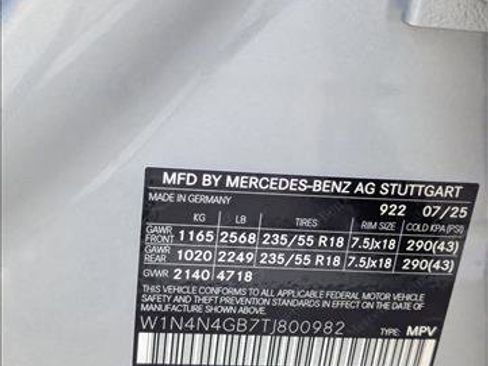 MFD BY MERCEDES-BENZ AG STUTTGART
MADE IN GERMANY 922 07/25
KG LB TIRES RIM SIZE COLD KPA (PSI)
GAWR FRONT 1165 2568 235/55 R18 7.5Jx18 290(43)
GAWR REAR 1020 2249 235/55 R18 7.5Jx18 290(43)
GVWR 2140 4718
THIS VEHICLE CONFORMS TO ALL APPLICABLE FEDERAL MOTOR VEHICLE
SAFETY, BUMPER, AND THEFT PREVENTION STANDARDS IN EFFECT ON THE DATE OF
MANUFACTURE SHOWN ABOVE.
W1N4N4GB7TJ800982 TYPE: MPV